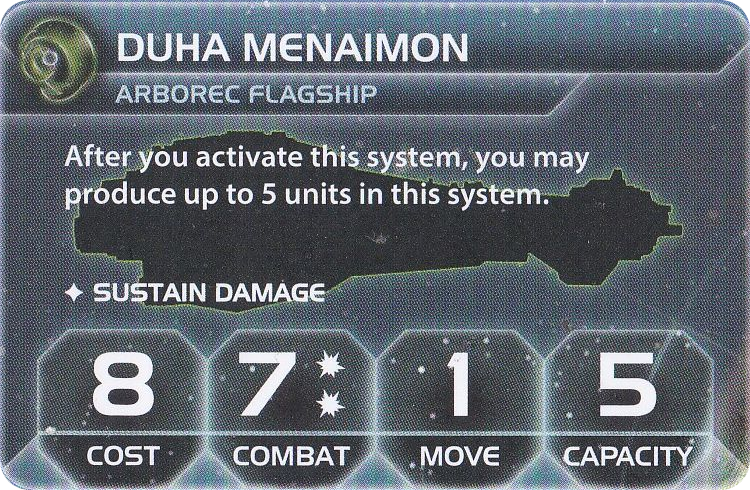 DUHA MENAIMON
ARBOREC FLAGSHIP
After you activate this system, you may
produce up to 5 units in this system.
SUSTAIN DAMAGE
8 7 1 5
COST COMBAT MOVE CAPACITY